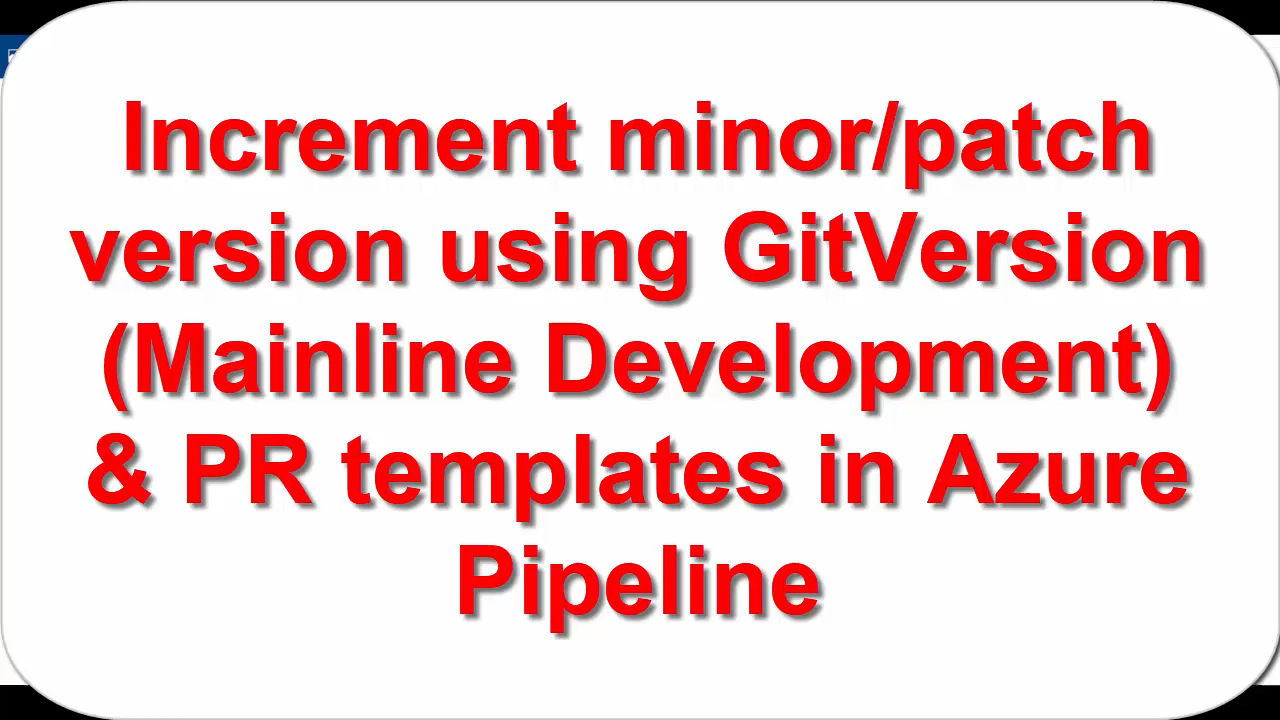 Increment minor/patch
version using GitVersion
(Mainline Development)
& PR templates in Azure
Pipeline